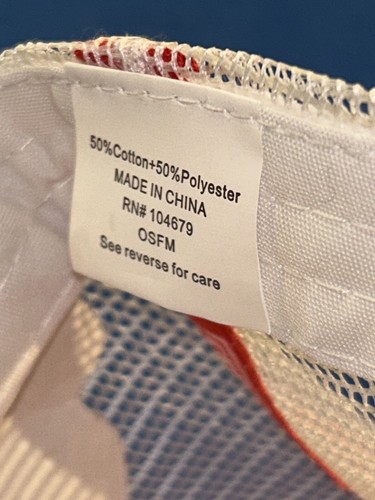 50%Cotton+50%Polyester
MADE IN CHINA
RN# 104679
OSFM
See reverse for care